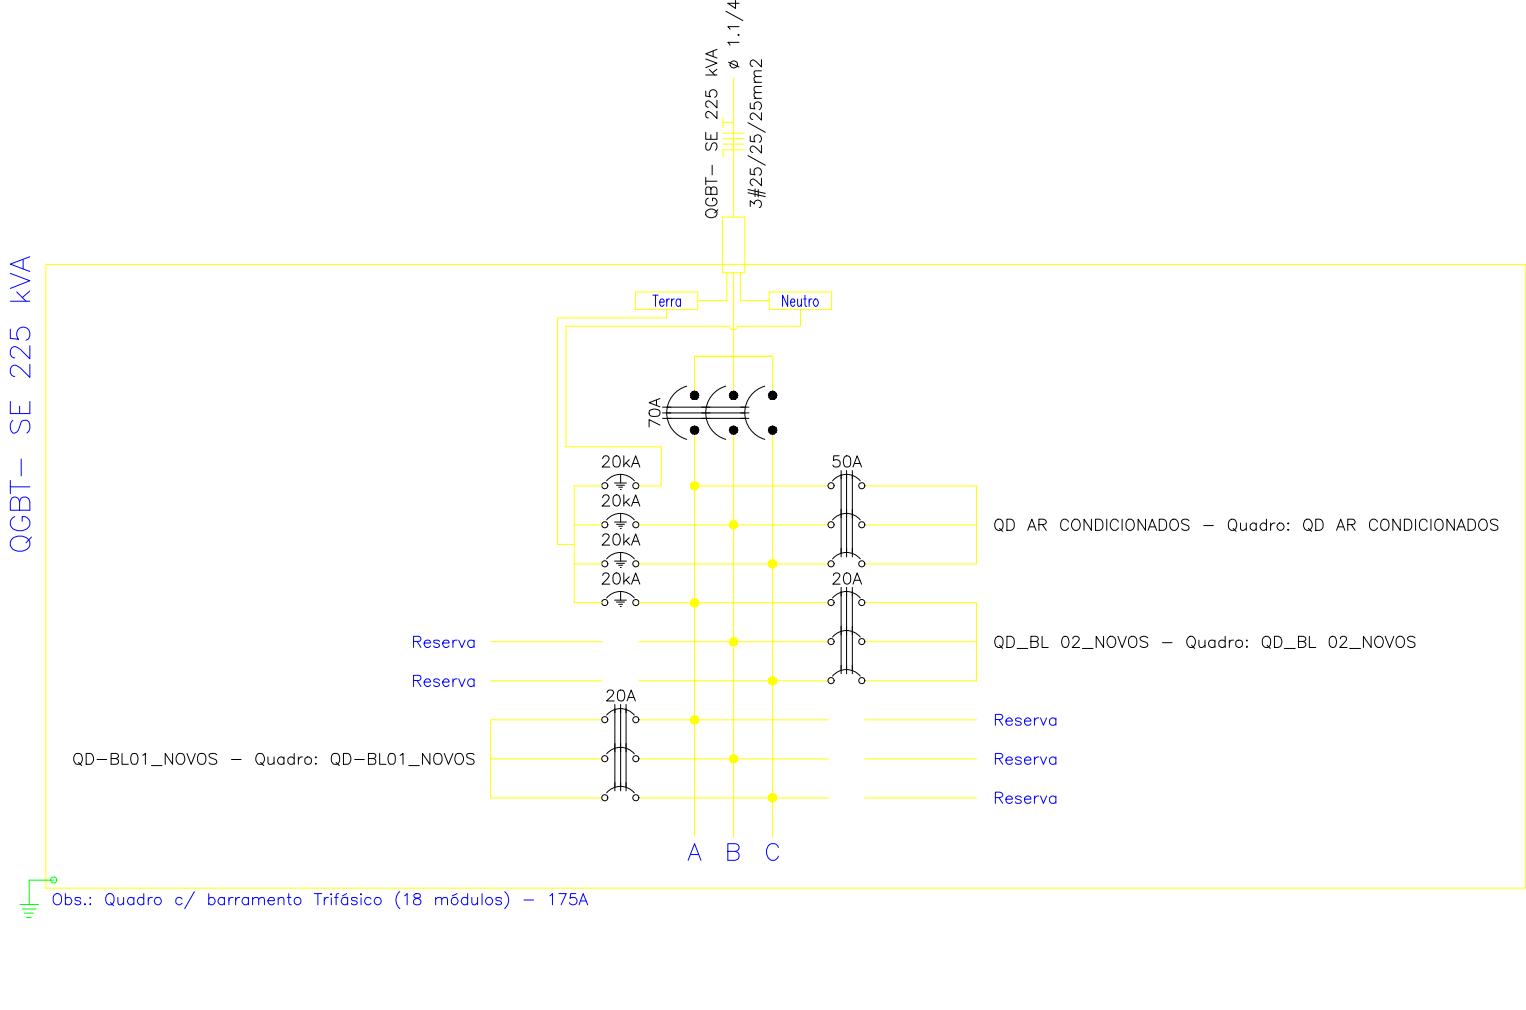 ø 1.1/4
QGBT- SE 225 kVA
3#25/25/25mm2
QGBT- SE 225 kVA
Terra
Neutro
70A
20kA
50A
20kA
QD AR CONDICIONADOS - Quadro: QD AR CONDICIONADOS
20kA
20kA
20A
Reserva
QD_BL 02_NOVOS - Quadro: QD_BL 02_NOVOS
Reserva
20A
Reserva
QD-BL01_NOVOS - Quadro: QD-BL01_NOVOS
Reserva
Reserva
A B C
Obs.: Quadro c/ barramento Trifásico (18 módulos) - 175A